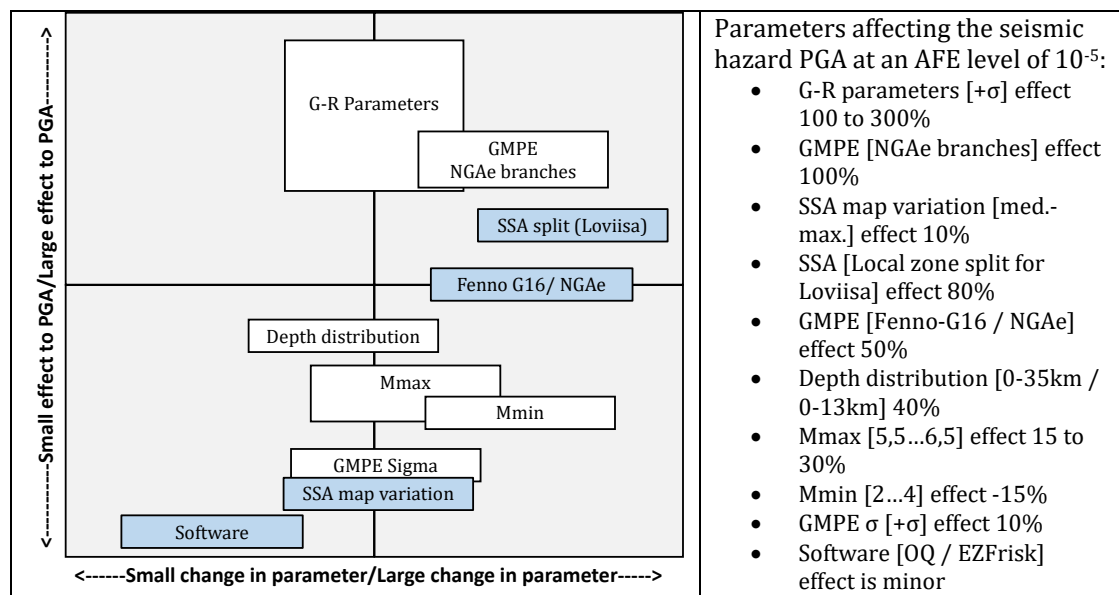 <------Small effect to PGA/Large effect to PGA----->
G-R Parameters
GMPE
NGAe branches
SSA split (Loviisa)
Fenno G16/ NGAe
Depth distribution
Mmax
Mmin
GMPE Sigma
SSA map variation
Software
<------Small change in parameter/Large change in parameter----->
Parameters affecting the seismic
hazard PGA at an AFE level of 10⁻⁵:
• G-R parameters [+σ] effect
100 to 300%
• GMPE [NGAe branches] effect
100%
• SSA map variation [med.-
max.] effect 10%
• SSA [Local zone split for
Loviisa] effect 80%
• GMPE [Fenno-G16 / NGAe]
effect 50%
• Depth distribution [0-35km /
0-13km] 40%
• Mmax [5,5...6,5] effect 15 to
30%
• Mmin [2...4] effect -15%
• GMPE σ [+σ] effect 10%
• Software [OQ / EZFrisk]
effect is minor